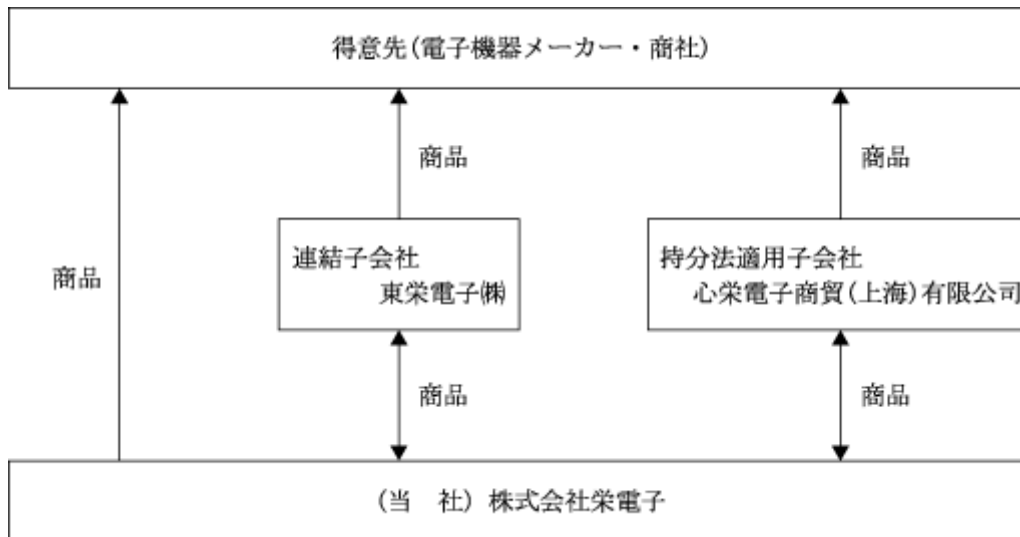 得意先(電子機器メーカー・商社)
商品
商品
商品
連結子会社
東栄電子㈱
持分法適用子会社
心栄電子商貿(上海)有限公司
商品
商品
(当　社) 株式会社栄電子